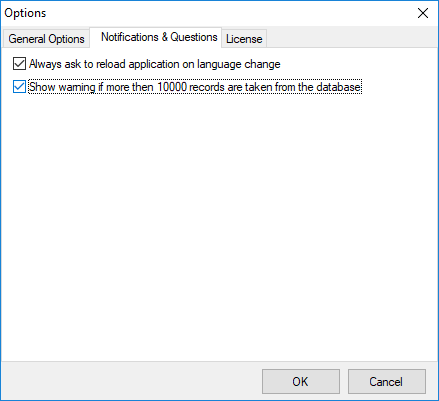 Options
General Options Notifications & Questions License
Always ask to reload application on language change
Show warning if more then 10000 records are taken from the database
OK Cancel